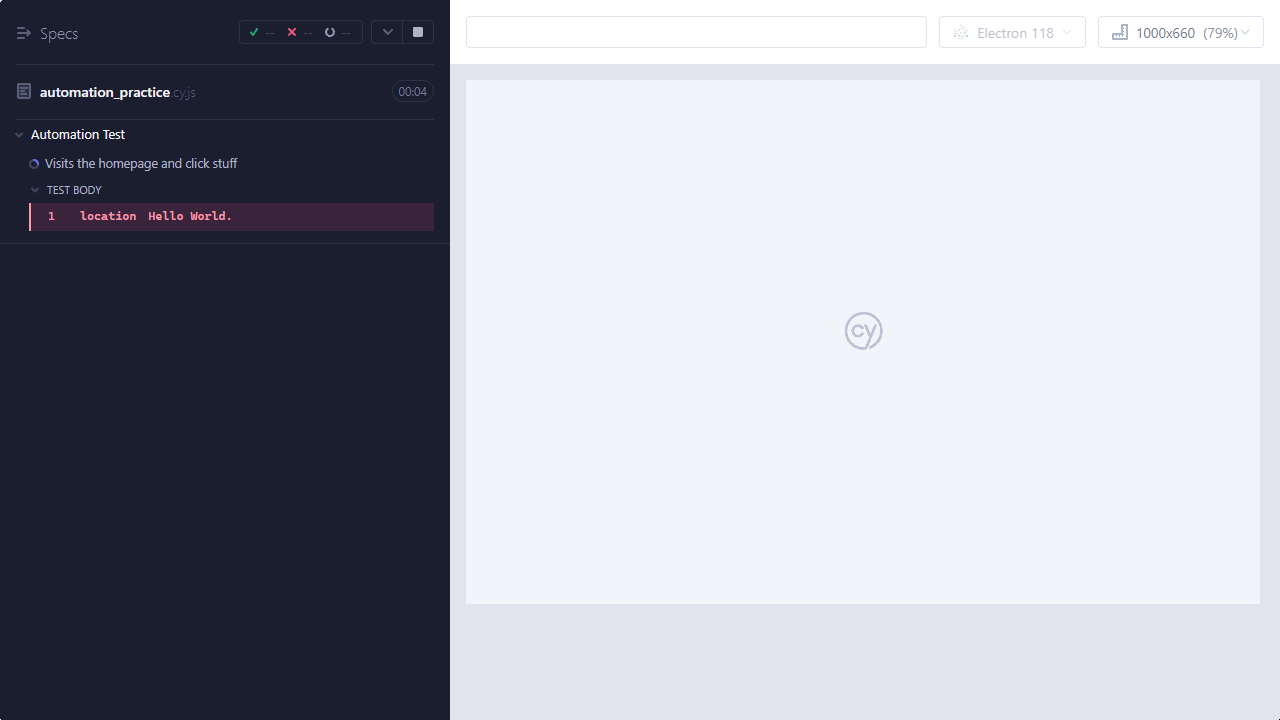 Specs -- -- --
automation_practice.cy.js 00:04
Automation Test
Visits the homepage and click stuff
TEST BODY
1 location Hello World.
Electron 118 1000x660 (79%)
cy